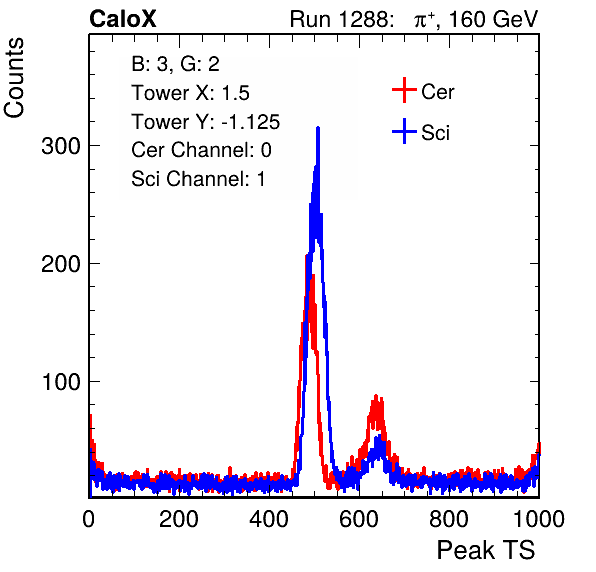 CaloX Run 1288: π+, 160 GeV
Counts
B: 3, G: 2
Tower X: 1.5
Tower Y: -1.125
Cer Channel: 0
Sci Channel: 1
Cer
Sci
300
200
100
0 200 400 600 800 1000
Peak TS